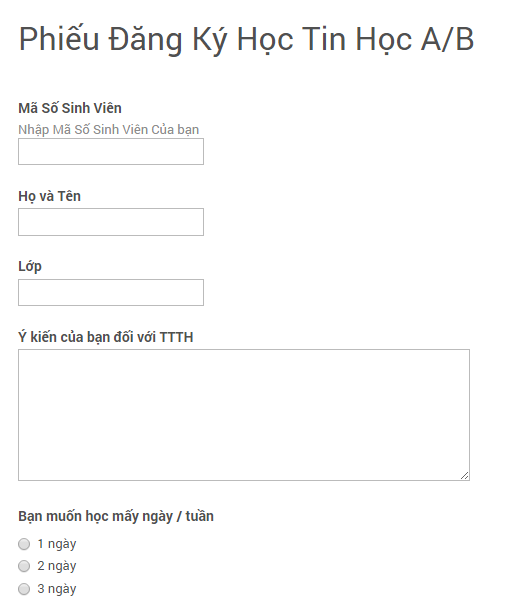 Phiếu Đăng Ký Học Tin Học A/B
Mã Số Sinh Viên
Nhập Mã Số Sinh Viên Của bạn
Họ và Tên
Lớp
Ý kiến của bạn đối với TTTH
Bạn muốn học mấy ngày / tuần
1 ngày
2 ngày
3 ngày